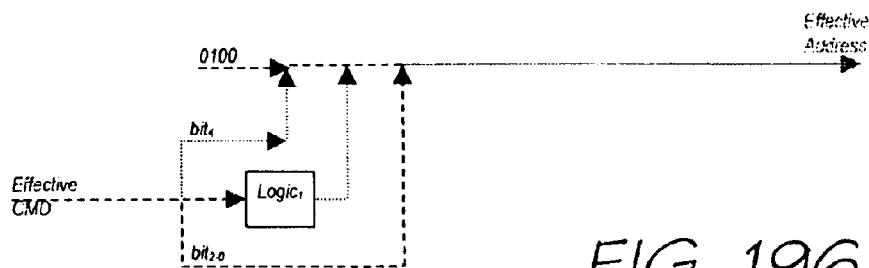 Effective
Address
0100
bit₄
Effective
CMD
Logic₁
bit₂₋₀
FIG. 196